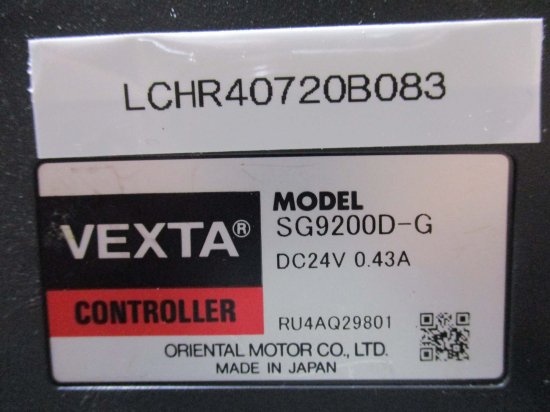 LCHR40720B083
VEXTA®
CONTROLLER
MODEL
SG9200D-G
DC24V 0.43A
RU4AQ29801
ORIENTAL MOTOR CO., LTD.
MADE IN JAPAN